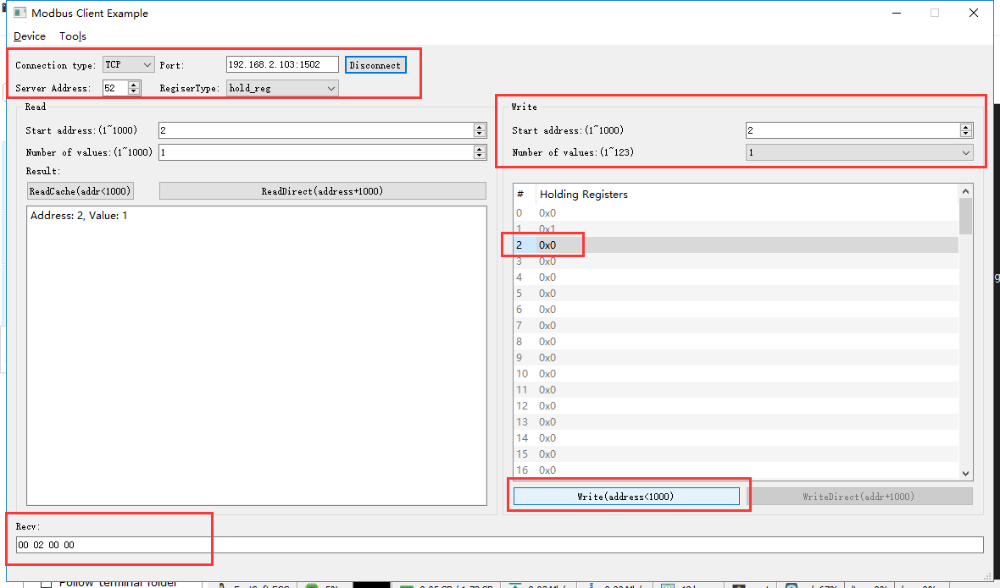 Modbus Client Example
Device Tools
Connection type: TCP Port: 192.168.2.103:1502 Disconnect
Server Address: 52 RegiserType: hold_reg
Read
Start address:(1~1000) 2
Number of values:(1~1000) 1
Result:
ReadCache(addr<1000) ReadDirect(address+1000)
Address: 2, Value: 1
Write
Start address:(1~1000) 2
Number of values:(1~123) 1
# Holding Registers
0 0x0
1 0x1
2 0x0
3 0x0
4 0x0
5 0x0
6 0x0
7 0x0
8 0x0
9 0x0
10 0x0
11 0x0
12 0x0
13 0x0
14 0x0
15 0x0
16 0x0
Write(address<1000) WriteDirect(addr+1000)
Recv:
00 02 00 00
Follow terminal folder